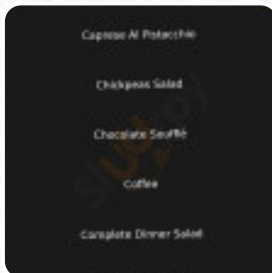 Caprese Al Pistacchio
Chickpeas Salad
Chocolate Soufflé
Coffee
Complete Dinner Salad